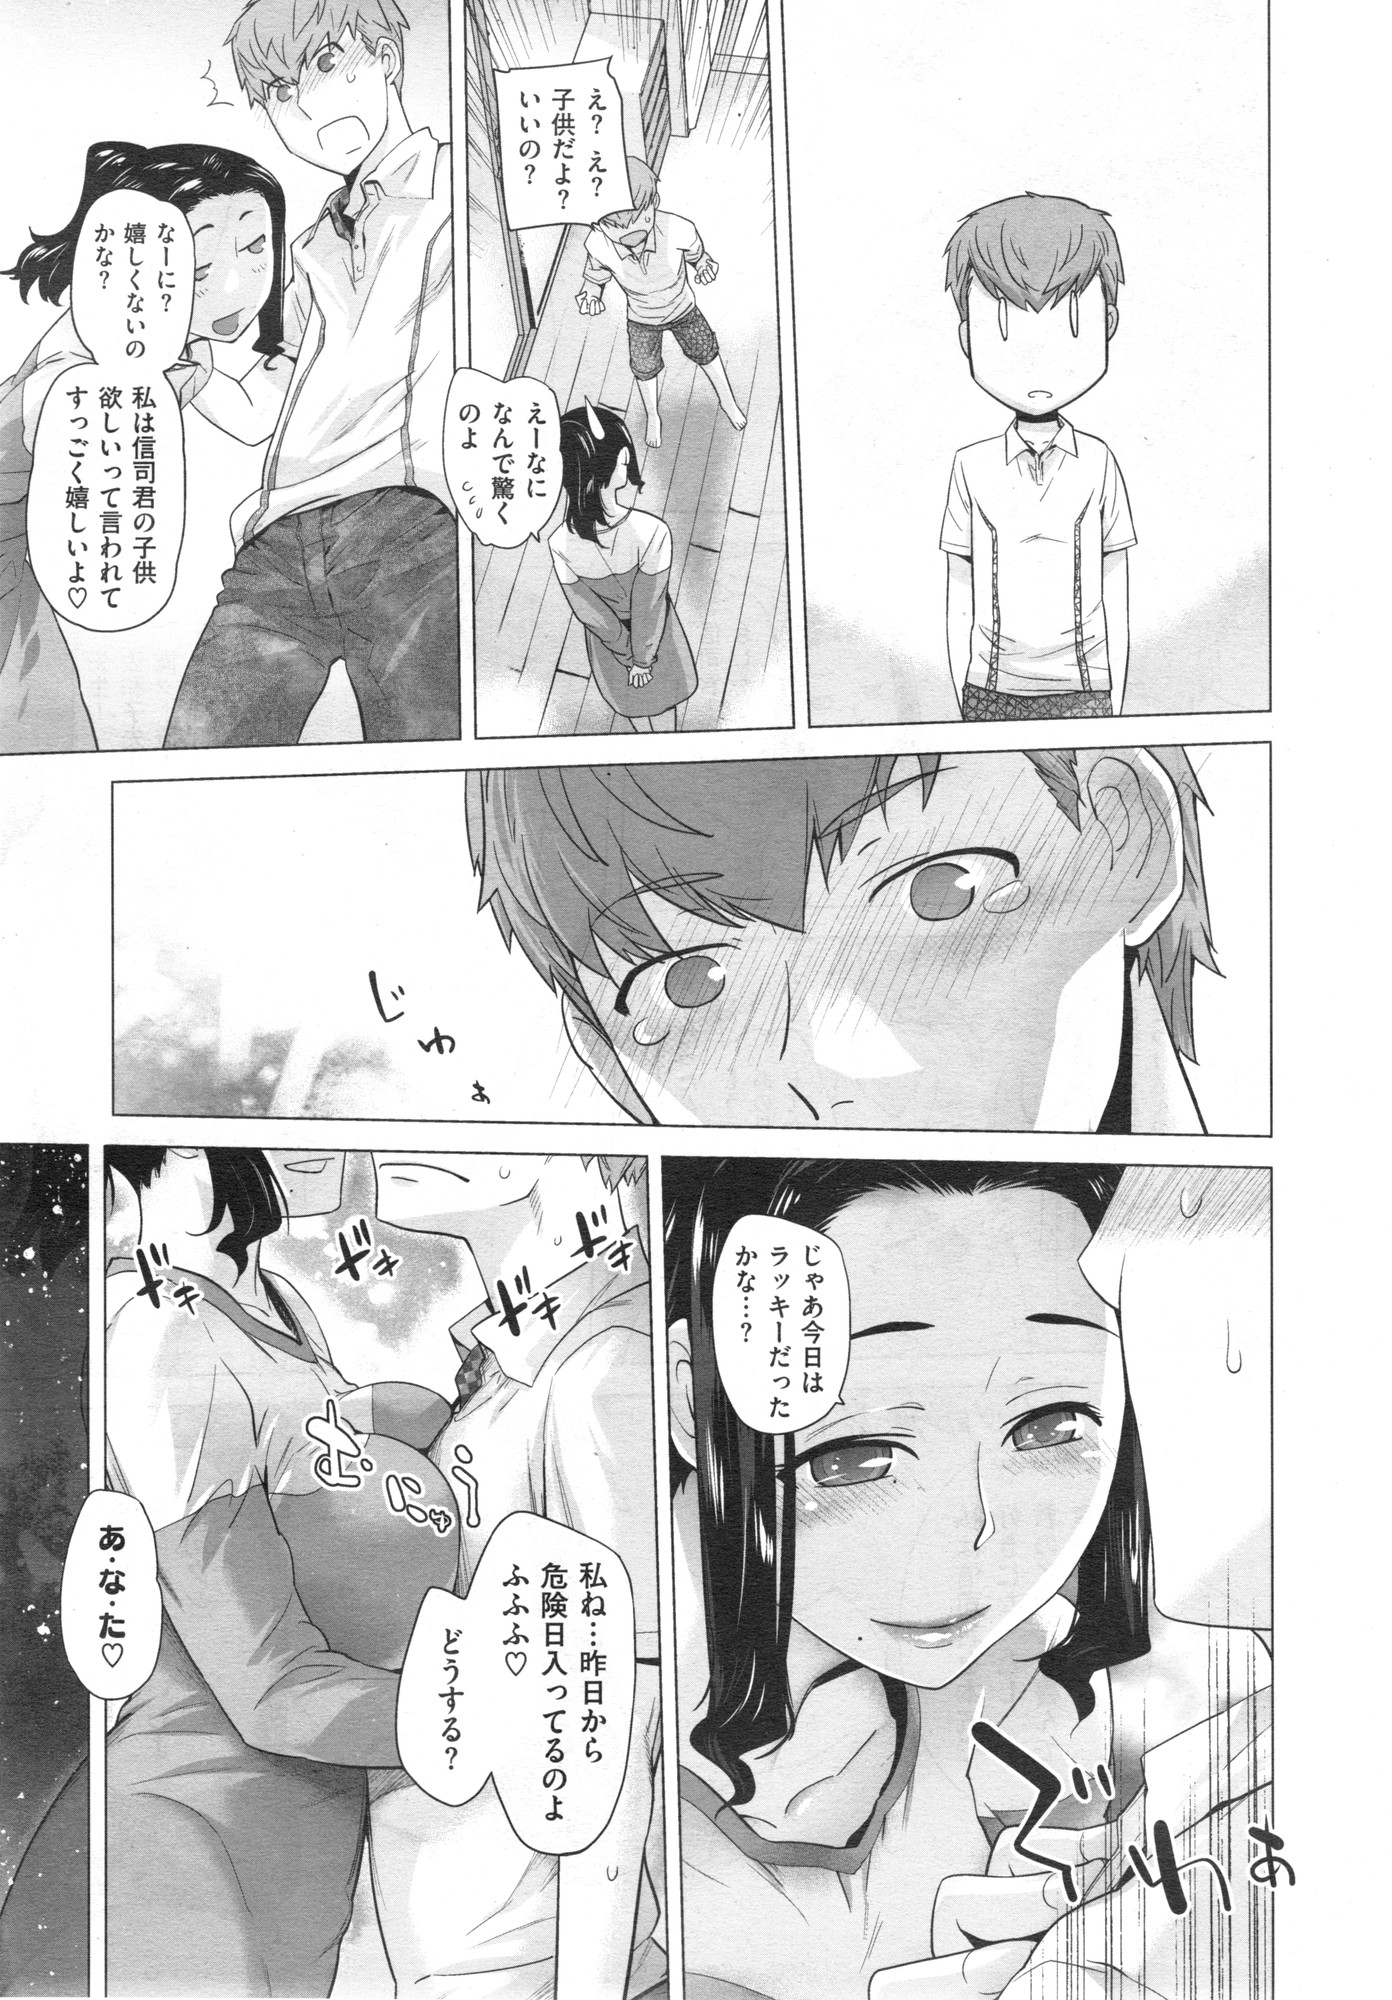 え?え?
子供だよ?
いいの?
えーなに
なんで驚く
のよ
なーに?
嬉しくないの
かな?
私は信司君の子供
欲しいって言われて
すっごく嬉しいよ♡
じゅぁ
じゃあ今日は
ラッキーだった
かな…?
ぐわぁ
ドキ
ドキ
ドキ
ドキ
むにゅう
私ね…昨日から
危険日入ってるのよ
ふふふ♡
どうする?
あ・な・た♡